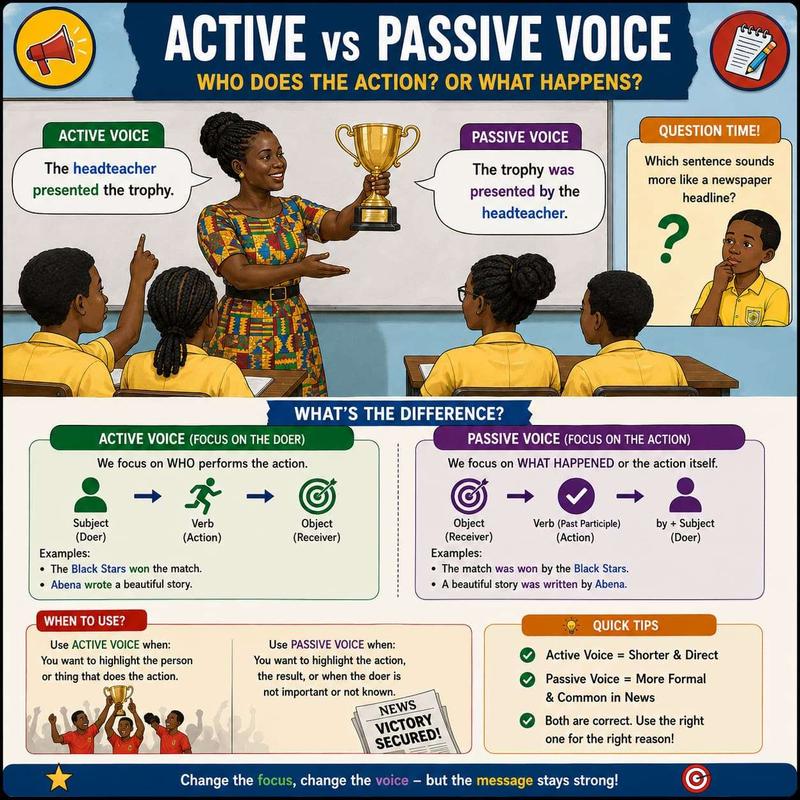 ACTIVE vs PASSIVE VOICE
WHO DOES THE ACTION? OR WHAT HAPPENS?
ACTIVE VOICE
The headteacher
presented the trophy.
PASSIVE VOICE
The trophy was
presented by the
headteacher.
QUESTION TIME!
Which sentence sounds
more like a newspaper
headline?
?
WHAT'S THE DIFFERENCE?
ACTIVE VOICE (FOCUS ON THE DOER)
We focus on WHO performs the action.
Subject
(Doer)
Verb
(Action)
Object
(Receiver)
Examples:
• The Black Stars won the match.
• Abena wrote a beautiful story.
PASSIVE VOICE (FOCUS ON THE ACTION)
We focus on WHAT HAPPENED or the action itself.
Object
(Receiver)
Verb (Past Participle)
(Action)
by + Subject
(Doer)
Examples:
• The match was won by the Black Stars.
• A beautiful story was written by Abena.
WHEN TO USE?
Use ACTIVE VOICE when:
You want to highlight the person
or thing that does the action.
Use PASSIVE VOICE when:
You want to highlight the action,
the result, or when the doer is
not important or not known.
NEWS
VICTORY
SECURED!
QUICK TIPS
Active Voice = Shorter & Direct
Passive Voice = More Formal
& Common in News
Both are correct. Use the right
one for the right reason!
Change the focus, change the voice – but the message stays strong!